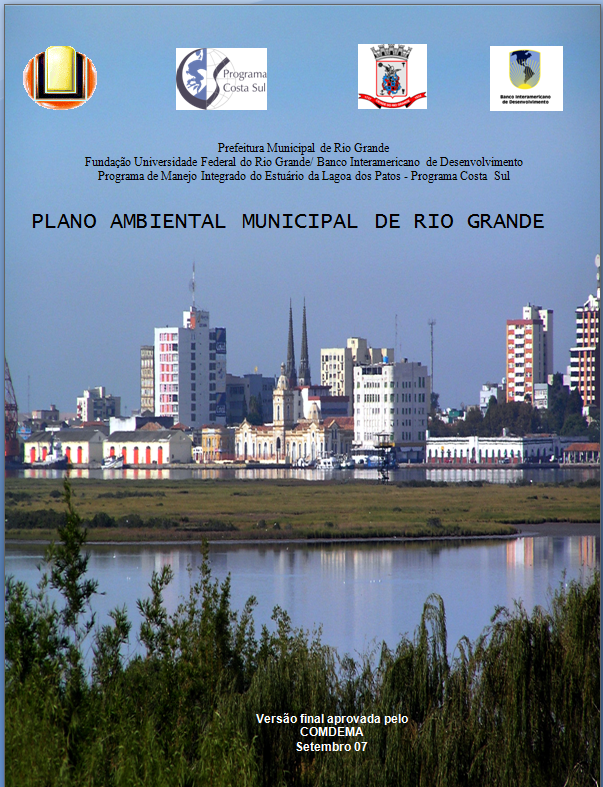 Programa
Costa Sul
Banco Interamericano
de Desenvolvimento
Prefeitura Municipal de Rio Grande
Fundação Universidade Federal do Rio Grande/ Banco Interamericano de Desenvolvimento
Programa de Manejo Integrado do Estuário da Lagoa dos Patos - Programa Costa Sul
PLANO AMBIENTAL MUNICIPAL DE RIO GRANDE
Versão final aprovada pelo
COMDEMA
Setembro 07